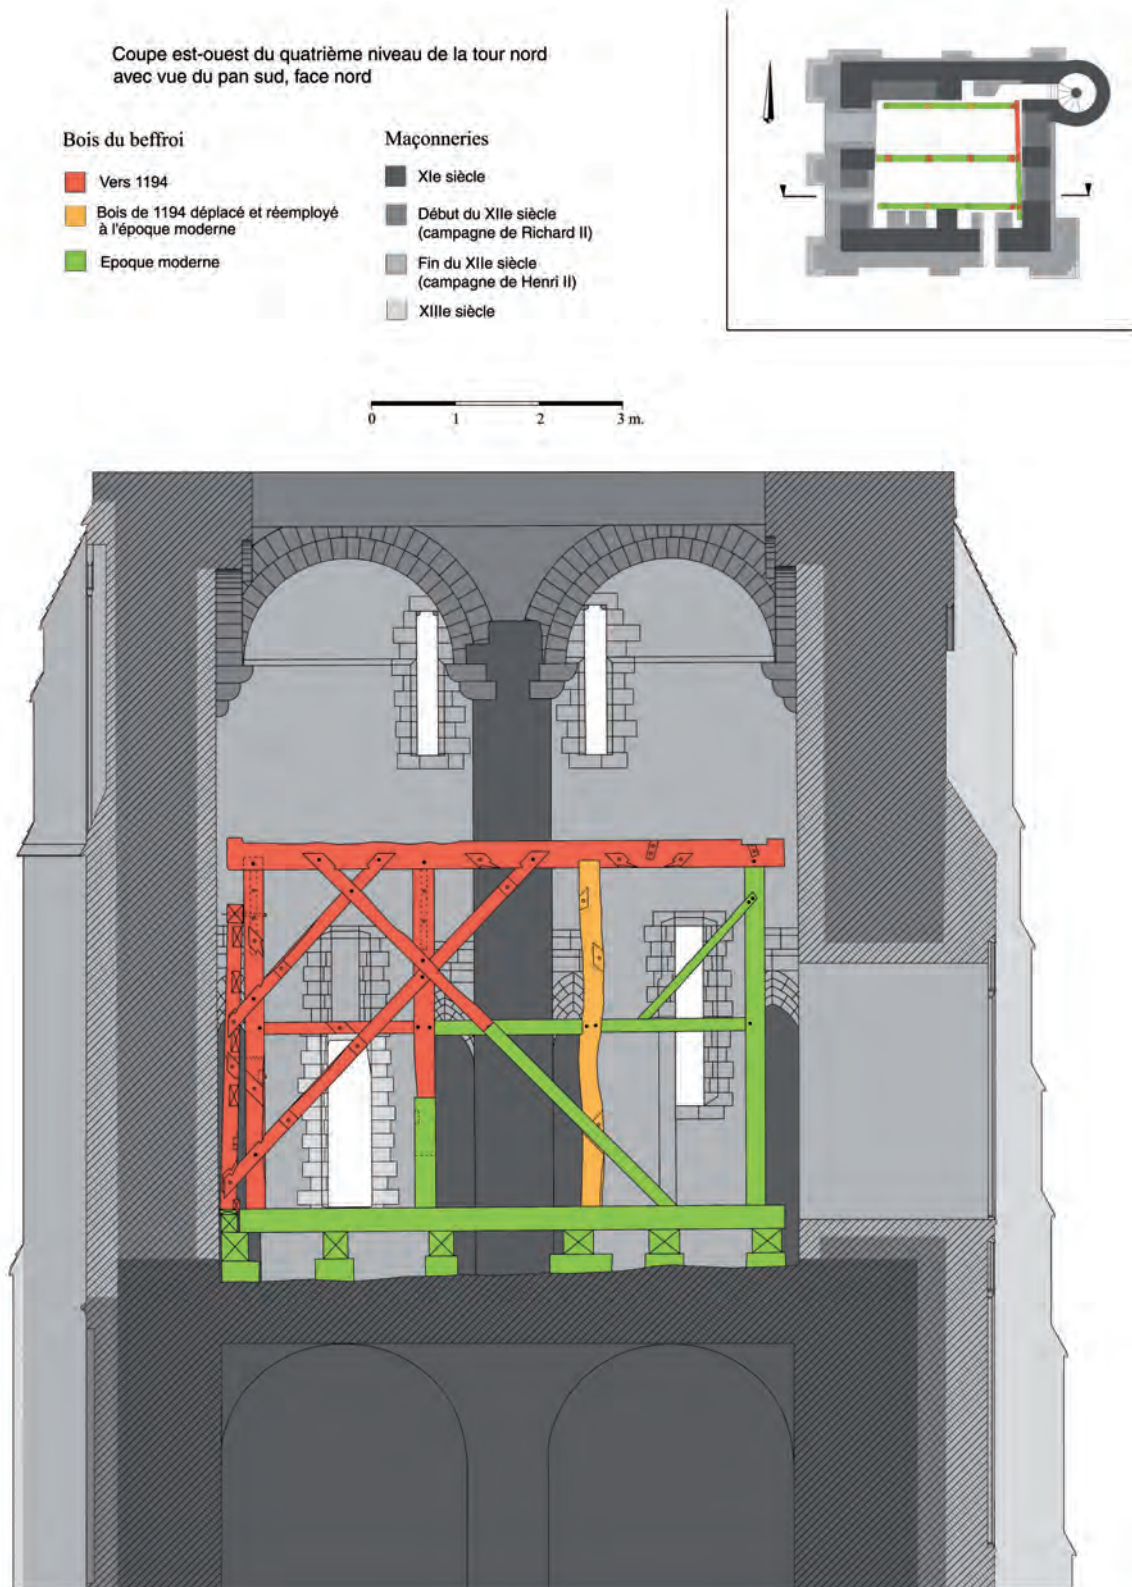 Coupe est-ouest du quatrième niveau de la tour nord
avec vue du pan sud, face nord
Bois du beffroi
Vers 1194
Bois de 1194 déplacé et réemployé
à l'époque moderne
Epoque moderne
Maçonneries
XIe siècle
Début du XIIe siècle
(campagne de Richard II)
Fin du XIIe siècle
(campagne de Henri II)
XIIIe siècle
0 1 2 3 m.